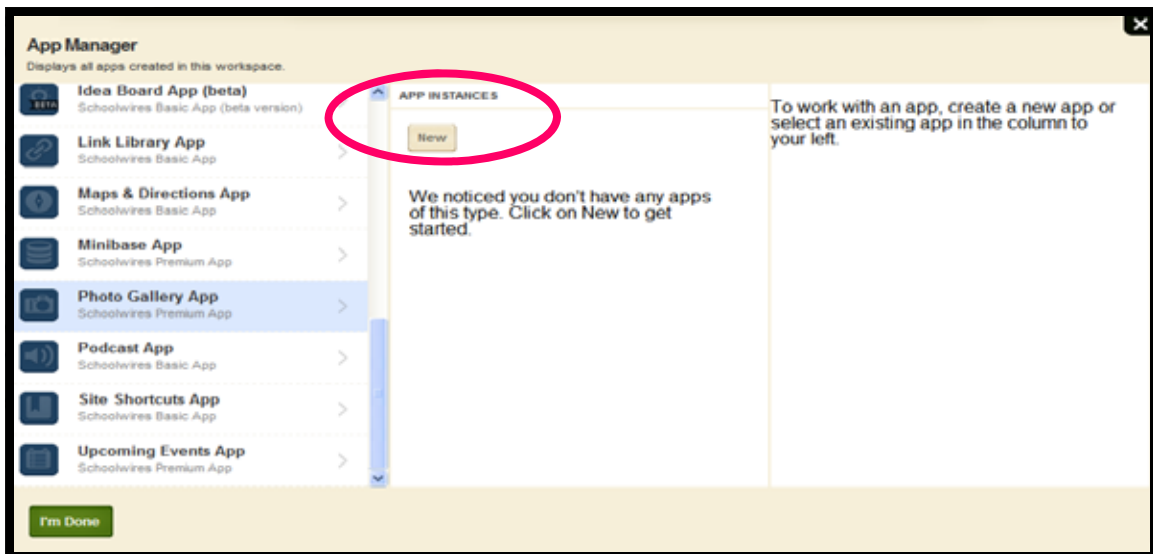 App Manager
Displays all apps created in this workspace.
Idea Board App (beta)
Schoolwires Basic App (beta version)
Link Library App
Schoolwires Basic App
Maps & Directions App
Schoolwires Basic App
Minibase App
Schoolwires Premium App
Photo Gallery App
Schoolwires Premium App
Podcast App
Schoolwires Basic App
Site Shortcuts App
Schoolwires Basic App
Upcoming Events App
Schoolwires Premium App
I'm Done
APP INSTANCES
New
We noticed you don't have any apps
of this type. Click on New to get
started.
To work with an app, create a new app or
select an existing app in the column to
your left.
BETA